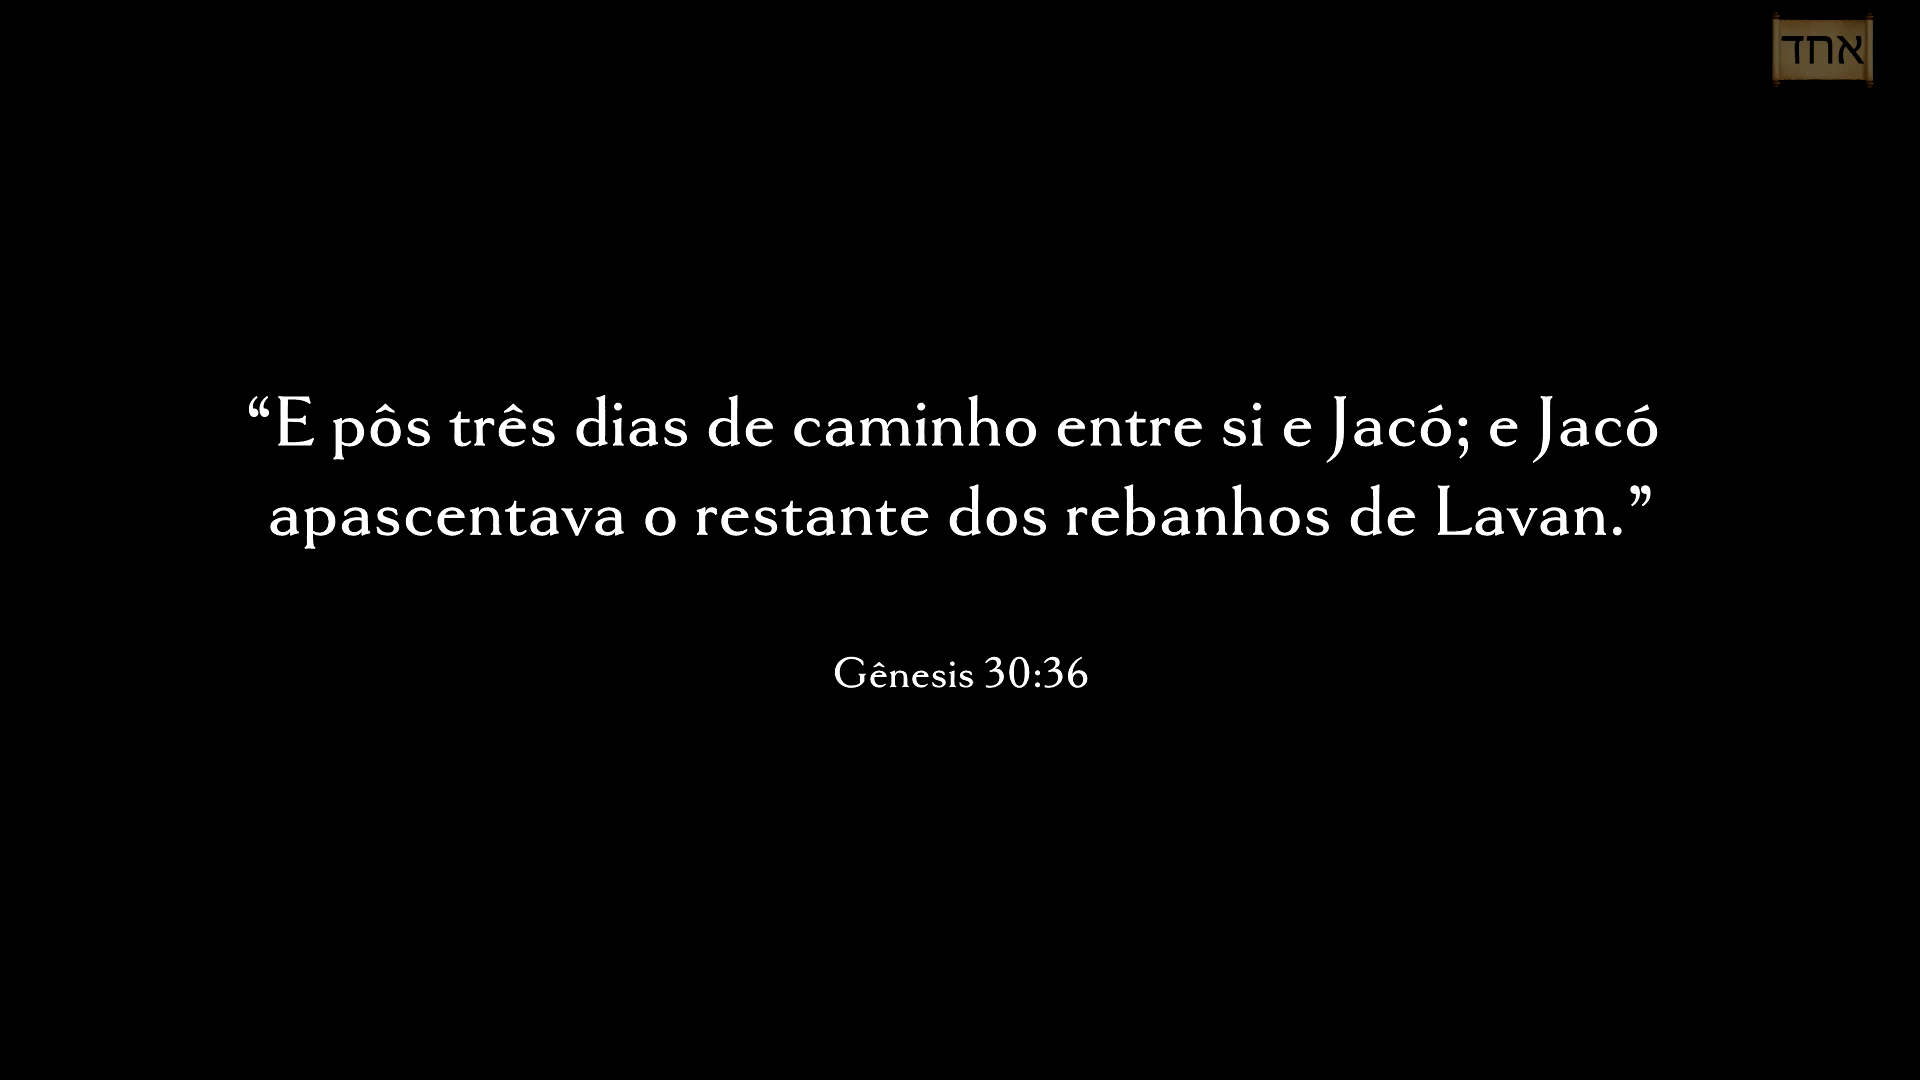 אחד
“E pôs três dias de caminho entre si e Jacó; e Jacó
apascentava o restante dos rebanhos de Lavan.”
Gênesis 30:36